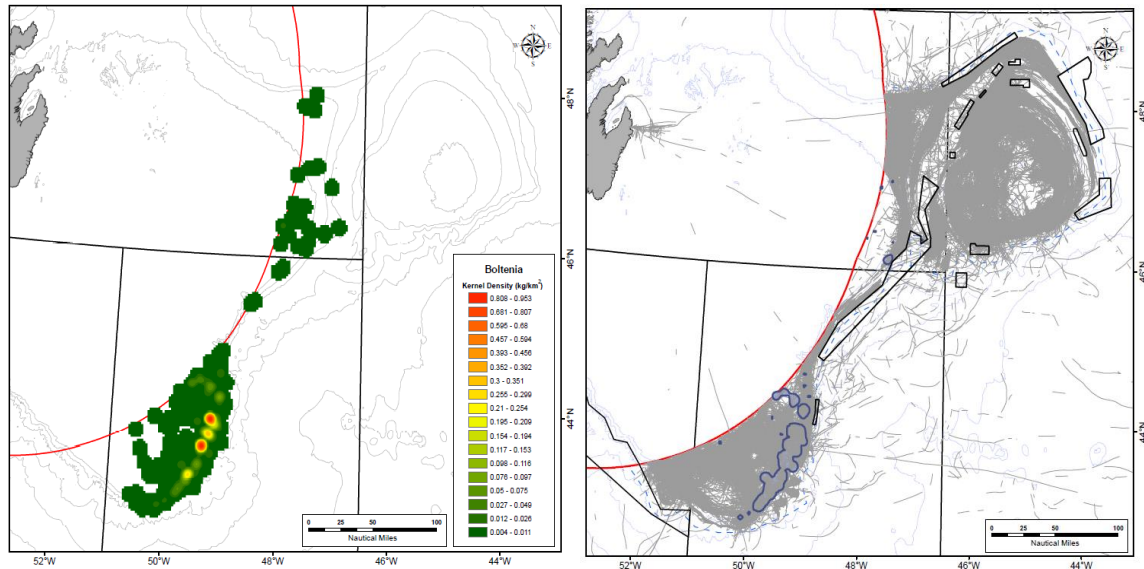 N
W E
S
48°N
46°N
44°N
Boltenia
Kernel Density (kg/km²)
0.808 - 0.953
0.681 - 0.807
0.595 - 0.68
0.457 - 0.594
0.393 - 0.456
0.352 - 0.392
0.3 - 0.351
0.255 - 0.299
0.21 - 0.254
0.195 - 0.209
0.154 - 0.194
0.117 - 0.153
0.098 - 0.116
0.076 - 0.097
0.05 - 0.075
0.027 - 0.049
0.012 - 0.026
0.004 - 0.011
0 25 50 100
Nautical Miles
52°W 50°W 48°W 46°W 44°W
N
W E
S
48°N
46°N
44°N
0 25 50 100
Nautical Miles
52°W 50°W 48°W 46°W 44°W